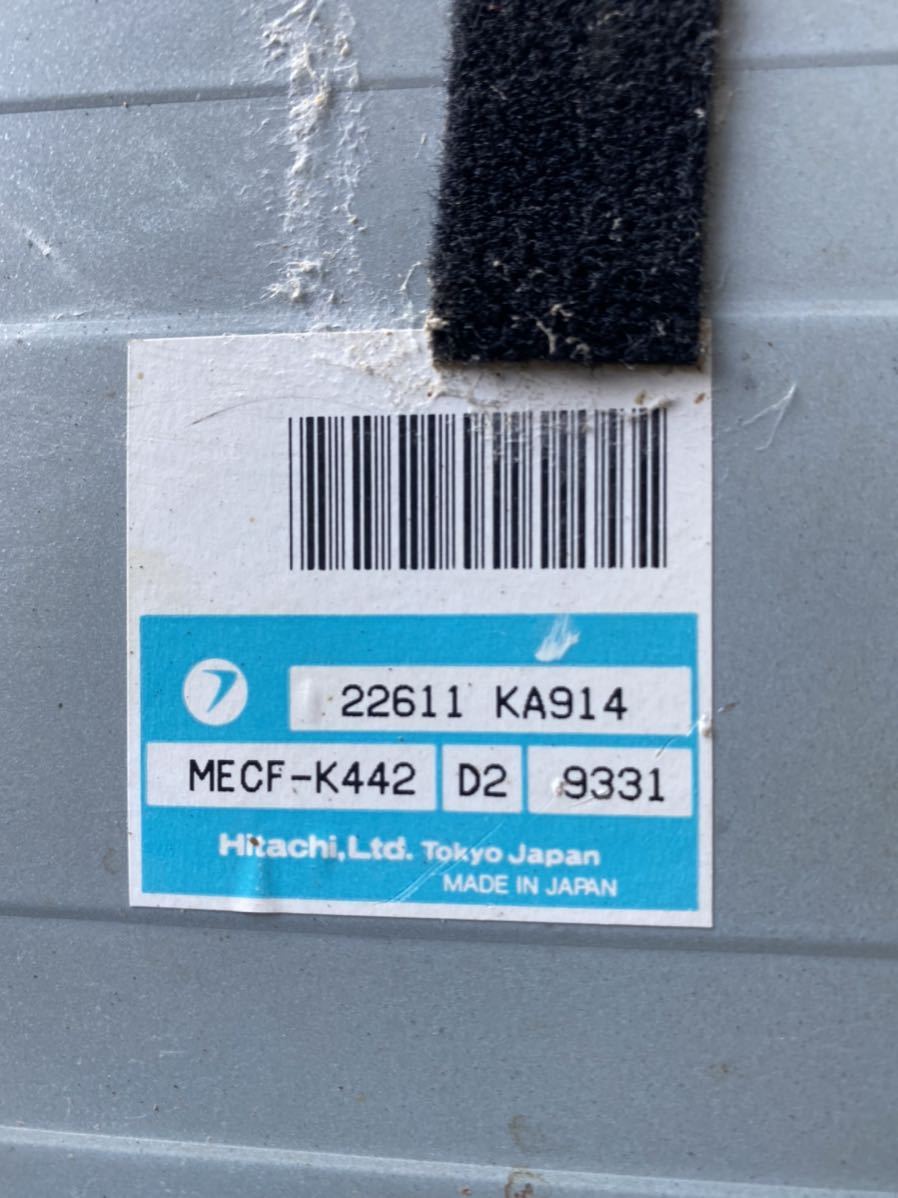 22611 KA914
MECF-K442 D2 9331
Hitachi,Ltd. Tokyo Japan
MADE IN JAPAN